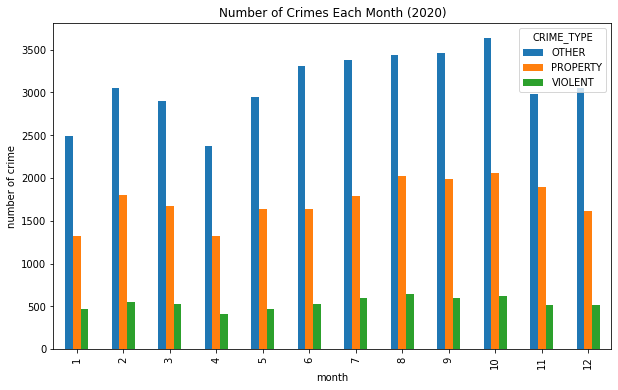 Number of Crimes Each Month (2020)
CRIME_TYPE
OTHER
PROPERTY
VIOLENT
number of crime
3500
3000
2500
2000
1500
1000
500
0
1 2 3 4 5 6 7 8 9 10 11 12
month